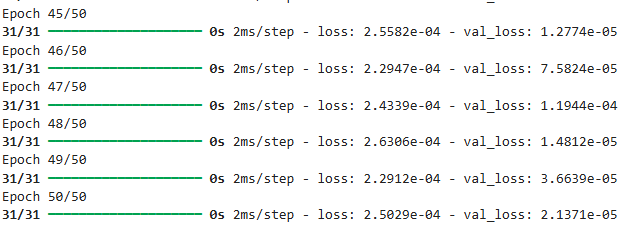 Epoch 45/50
31/31 ━━━━━━━━━━━━━━━━━━━━ 0s 2ms/step - loss: 2.5582e-04 - val_loss: 1.2774e-05
Epoch 46/50
31/31 ━━━━━━━━━━━━━━━━━━━━ 0s 2ms/step - loss: 2.2947e-04 - val_loss: 7.5824e-05
Epoch 47/50
31/31 ━━━━━━━━━━━━━━━━━━━━ 0s 2ms/step - loss: 2.4339e-04 - val_loss: 1.1944e-04
Epoch 48/50
31/31 ━━━━━━━━━━━━━━━━━━━━ 0s 2ms/step - loss: 2.6306e-04 - val_loss: 1.4812e-05
Epoch 49/50
31/31 ━━━━━━━━━━━━━━━━━━━━ 0s 2ms/step - loss: 2.2912e-04 - val_loss: 3.6639e-05
Epoch 50/50
31/31 ━━━━━━━━━━━━━━━━━━━━ 0s 2ms/step - loss: 2.5029e-04 - val_loss: 2.1371e-05